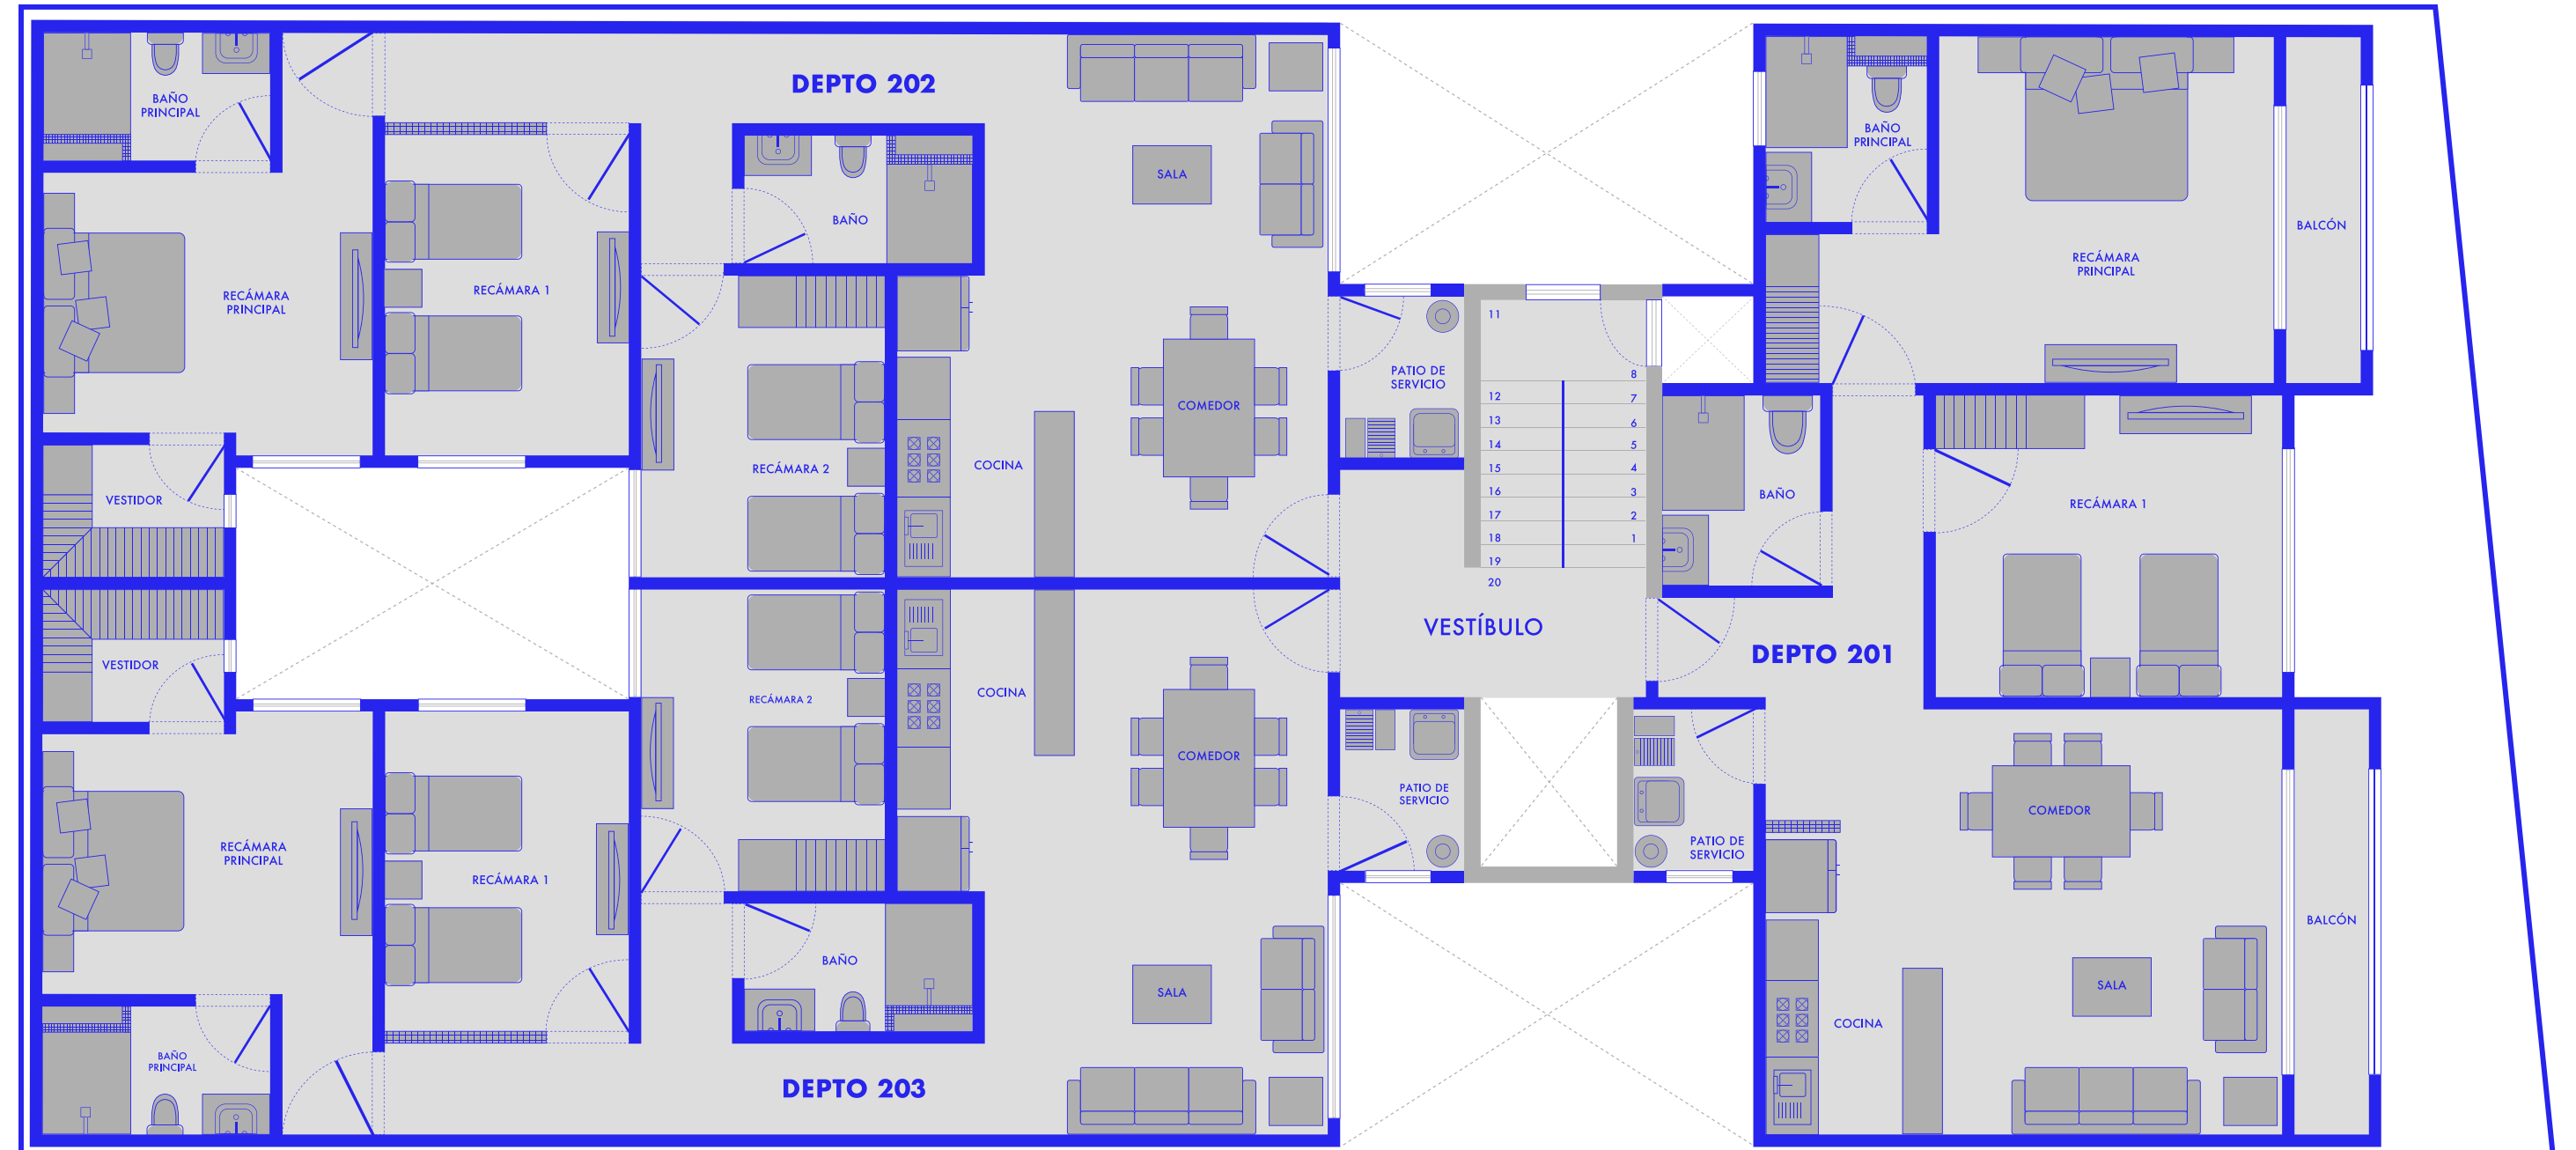 DEPTO 202
BAÑO
PRINCIPAL
RECÁMARA
PRINCIPAL
RECÁMARA 1
VESTIDOR
BAÑO
RECÁMARA 2
COCINA
SALA
COMEDOR
PATIO DE
SERVICIO
11
12
13
14
15
16
17
18
19
20
8
7
6
5
4
3
2
1
VESTÍBULO
DEPTO 201
BAÑO
PRINCIPAL
RECÁMARA
PRINCIPAL
BALCÓN
BAÑO
RECÁMARA 1
PATIO DE
SERVICIO
COMEDOR
SALA
COCINA
BALCÓN
VESTIDOR
RECÁMARA
PRINCIPAL
RECÁMARA 1
RECÁMARA 2
COCINA
COMEDOR
PATIO DE
SERVICIO
BAÑO
SALA
BAÑO
PRINCIPAL
DEPTO 203